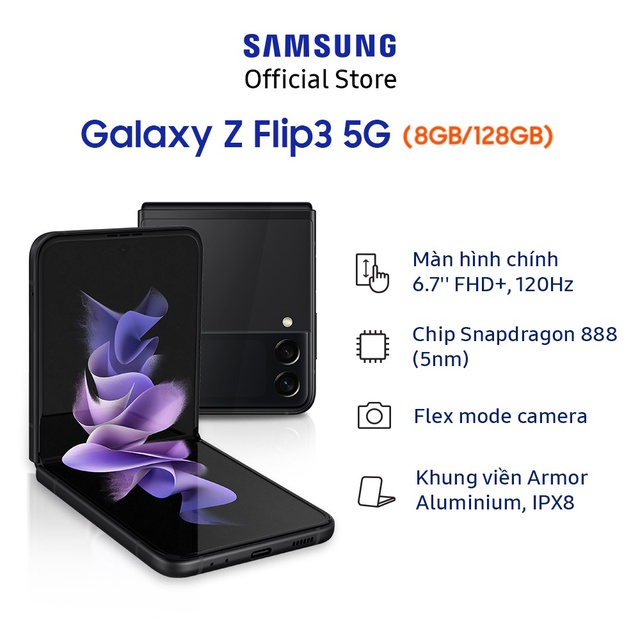 SAMSUNG
Official Store
Galaxy Z Flip3 5G (8GB/128GB)
Màn hình chính
6.7'' FHD+, 120Hz
Chip Snapdragon 888
(5nm)
Flex mode camera
Khung viền Armor
Aluminium, IPX8